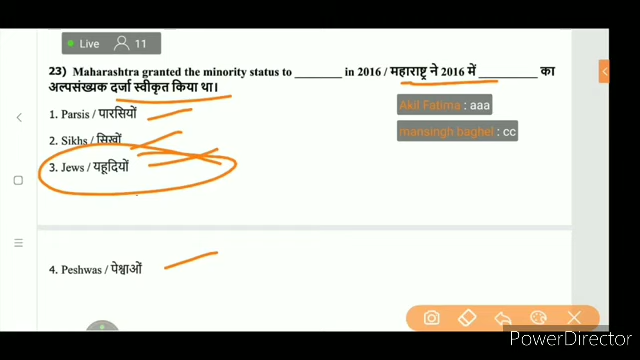 Live 11
23) Maharashtra granted the minority status to ________ in 2016 / महाराष्ट्र ने 2016 में __________ का
अल्पसंख्यक दर्जा स्वीकृत किया था।
Akil Fatima : aaa
1. Parsis / पारसियों
mansingh baghel : cc
2. Sikhs / सिखों
3. Jews / यहूदियों
4. Peshwas / पेश्वाओं
PowerDirector